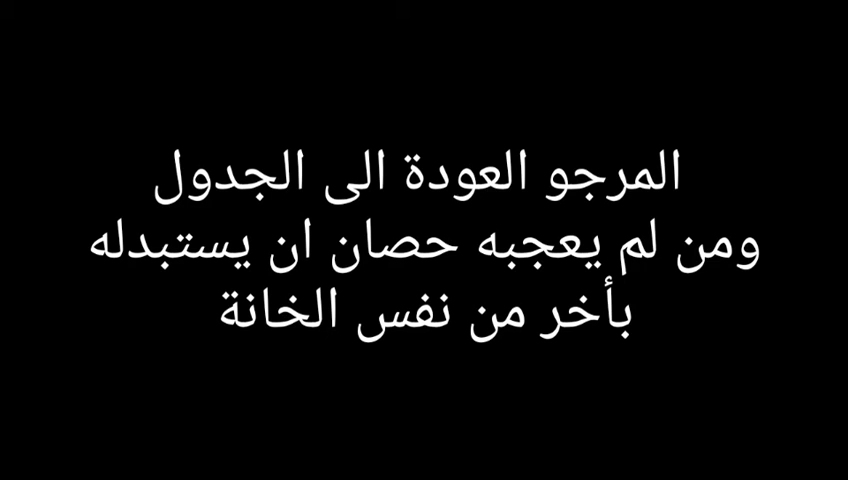 المرجو العودة الى الجدول
ومن لم يعجبه حصان ان يستبدله
بأخر من نفس الخانة